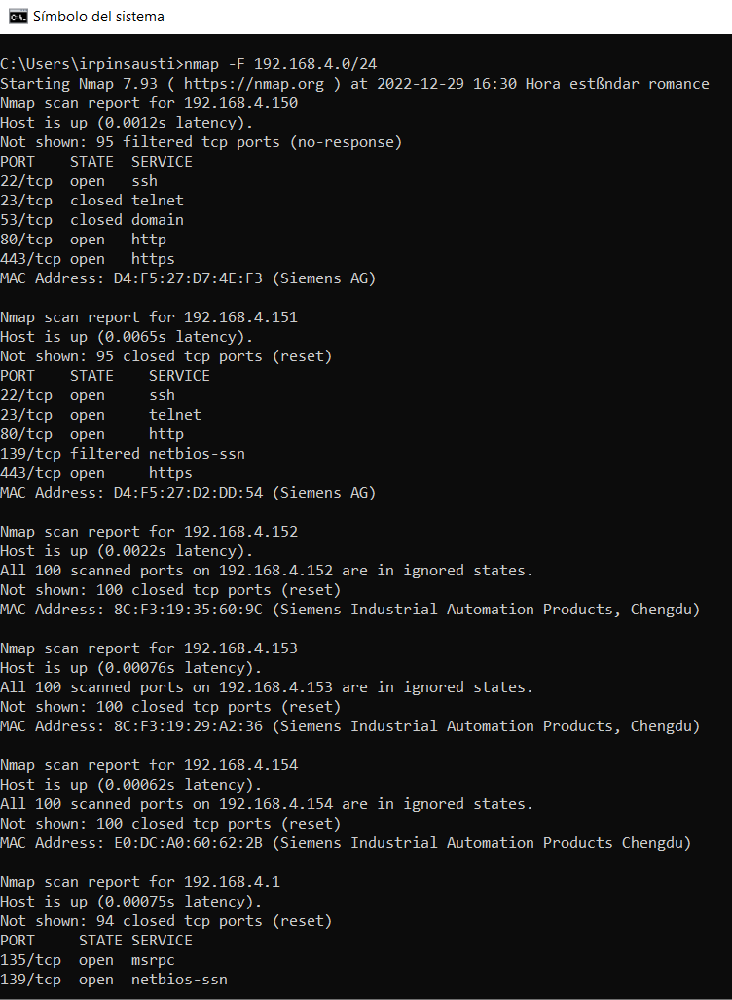 Símbolo del sistema
C:\Users\irpinsausti>nmap -F 192.168.4.0/24
Starting Nmap 7.93 ( https://nmap.org ) at 2022-12-29 16:30 Hora estßndar romance
Nmap scan report for 192.168.4.150
Host is up (0.0012s latency).
Not shown: 95 filtered tcp ports (no-response)
PORT    STATE  SERVICE
22/tcp  open   ssh
23/tcp  closed telnet
53/tcp  closed domain
80/tcp  open   http
443/tcp open   https
MAC Address: D4:F5:27:D7:4E:F3 (Siemens AG)

Nmap scan report for 192.168.4.151
Host is up (0.0065s latency).
Not shown: 95 closed tcp ports (reset)
PORT    STATE    SERVICE
22/tcp  open     ssh
23/tcp  open     telnet
80/tcp  open     http
139/tcp filtered netbios-ssn
443/tcp open     https
MAC Address: D4:F5:27:D2:DD:54 (Siemens AG)

Nmap scan report for 192.168.4.152
Host is up (0.0022s latency).
All 100 scanned ports on 192.168.4.152 are in ignored states.
Not shown: 100 closed tcp ports (reset)
MAC Address: 8C:F3:19:35:60:9C (Siemens Industrial Automation Products, Chengdu)

Nmap scan report for 192.168.4.153
Host is up (0.00076s latency).
All 100 scanned ports on 192.168.4.153 are in ignored states.
Not shown: 100 closed tcp ports (reset)
MAC Address: 8C:F3:19:29:A2:36 (Siemens Industrial Automation Products, Chengdu)

Nmap scan report for 192.168.4.154
Host is up (0.00062s latency).
All 100 scanned ports on 192.168.4.154 are in ignored states.
Not shown: 100 closed tcp ports (reset)
MAC Address: E0:DC:A0:60:62:2B (Siemens Industrial Automation Products Chengdu)

Nmap scan report for 192.168.4.1
Host is up (0.00075s latency).
Not shown: 94 closed tcp ports (reset)
PORT     STATE SERVICE
135/tcp  open  msrpc
139/tcp  open  netbios-ssn